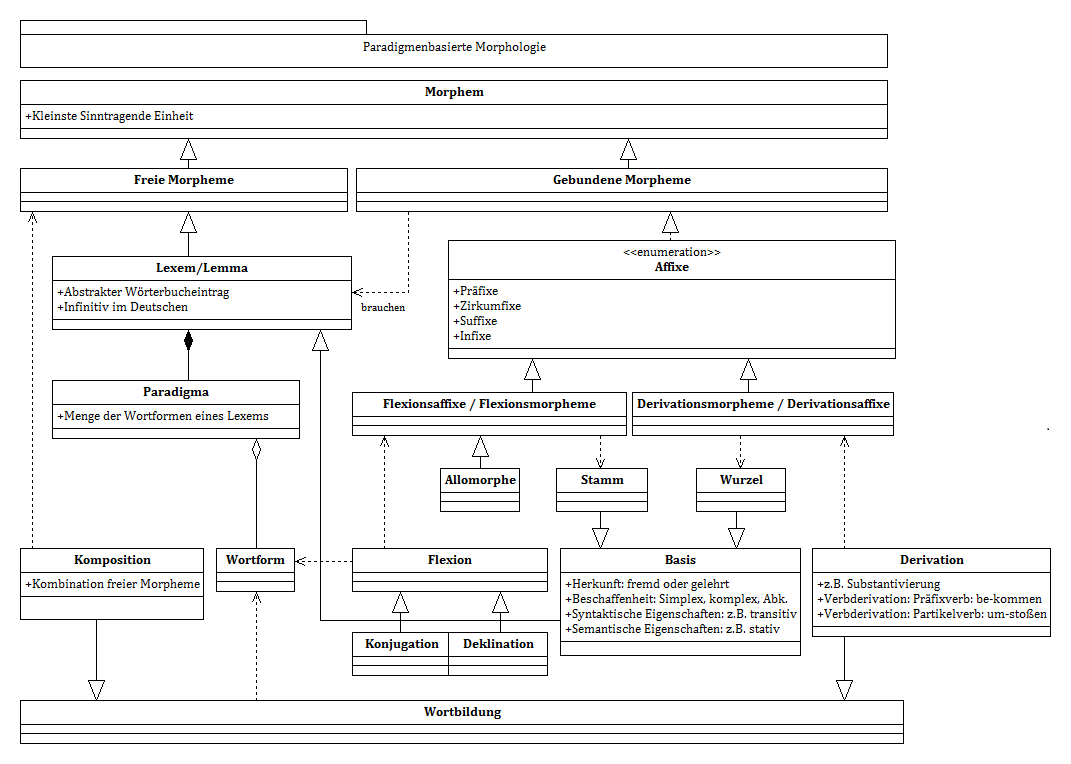 Paradigmenbasierte Morphologie
Morphem
+Kleinste Sinntragende Einheit
Freie Morpheme
Gebundene Morpheme
Lexem/Lemma
+Abstrakter Wörterbucheintrag
+Infinitiv im Deutschen
brauchen
<<enumeration>>
Affixe
+Präfixe
+Zirkumfixe
+Suffixe
+Infixe
Paradigma
+Menge der Wortformen eines Lexems
Flexionsaffixe / Flexionsmorpheme
Derivationsmorpheme / Derivationsaffixe
Allomorphe
Stamm
Wurzel
Komposition
+Kombination freier Morpheme
Wortform
Flexion
Basis
+Herkunft: fremd oder gelehrt
+Beschaffenheit: Simplex, komplex, Abk.
+Syntaktische Eigenschaften: z.B. transitiv
+Semantische Eigenschaften: z.B. stativ
Derivation
+z.B. Substantivierung
+Verbderivation: Präfixverb: be-kommen
+Verbderivation: Partikelverb: um-stoßen
Konjugation
Deklination
Wortbildung